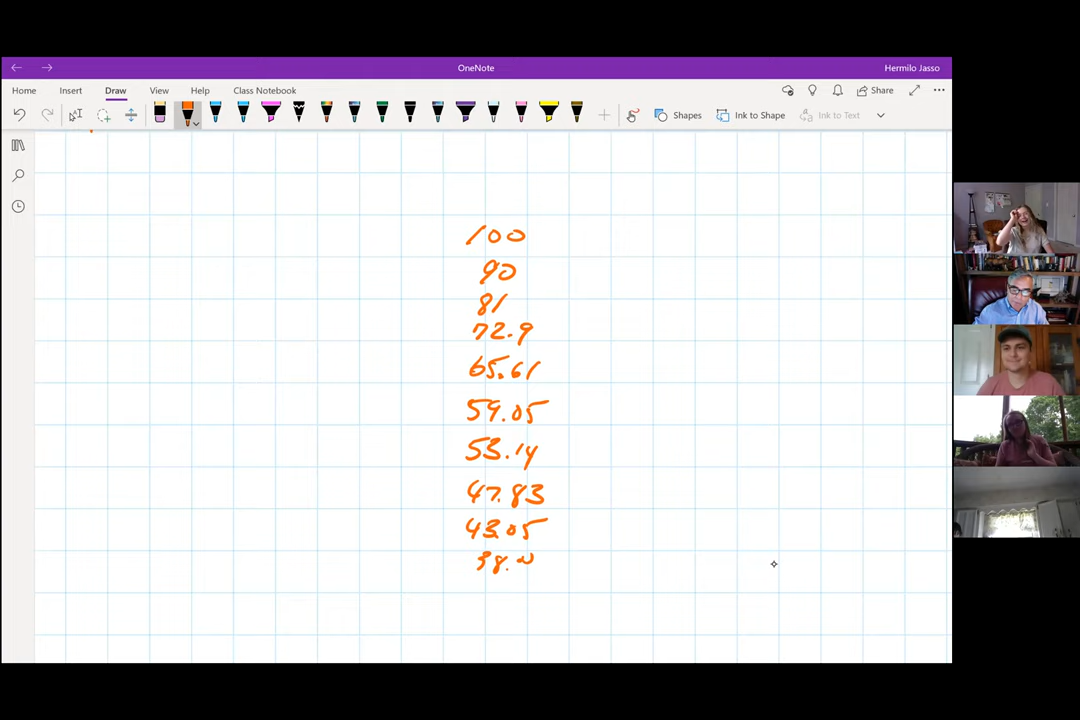 OneNote
Hermilo Jasso
Home Insert Draw View Help Class Notebook
Share
Shapes Ink to Shape Ink to Text
100
90
81
72.9
65.61
59.05
53.14
47.83
43.05